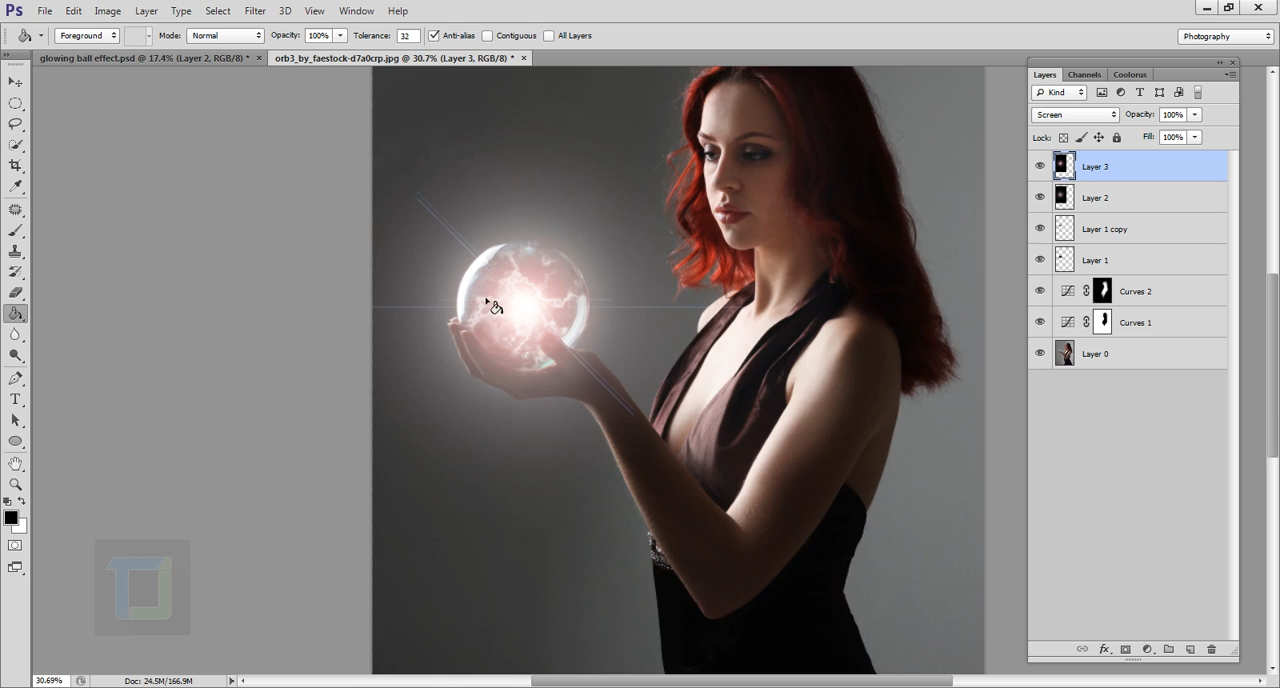 Ps File Edit Image Layer Type Select Filter 3D View Window Help
Foreground Mode: Normal Opacity: 100% Tolerance: 32 Anti-alias Contiguous All Layers Photography
glowing ball effect.psd @ 17.4% (Layer 2, RGB/8) * × orb3_by_faestock-d7a0crp.jpg @ 30.7% (Layer 3, RGB/8) * ×
Layers Channels Coolorus
Kind
Screen Opacity: 100%
Lock: Fill: 100%
Layer 3
Layer 2
Layer 1 copy
Layer 1
Curves 2
Curves 1
Layer 0
30.69% Doc: 24.5M/166.9M